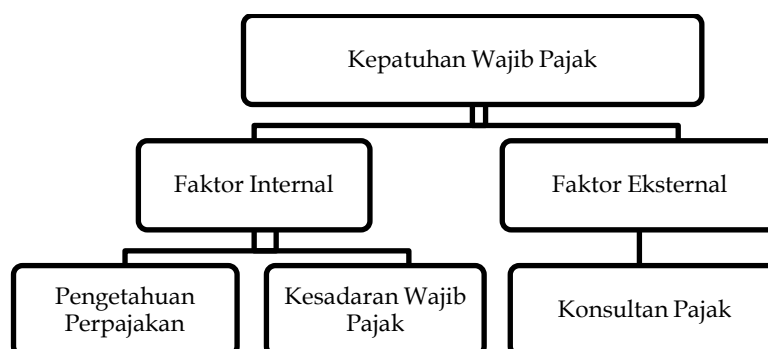 Kepatuhan Wajib Pajak
Faktor Internal
Faktor Eksternal
Pengetahuan
Perpajakan
Kesadaran Wajib
Pajak
Konsultan Pajak